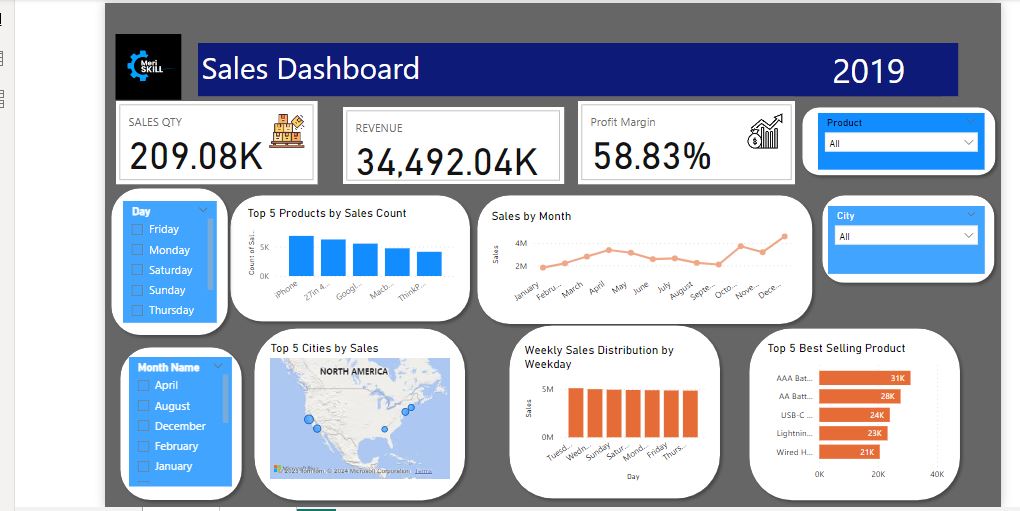 Meri
SKILL
Sales Dashboard
2019
SALES QTY
209.08K
REVENUE
34,492.04K
Profit Margin
58.83%
Product
All
Day
Friday
Monday
Saturday
Sunday
Thursday
Top 5 Products by Sales Count
Count of Sal...
5K
0K
iPhone
27in 4...
Googl...
Macb...
ThinkP...
Sales by Month
Sales
4M
2M
January
Febru...
March
April
May
June
July
August
Septe...
Octo...
Nove...
Dece...
City
All
Month Name
April
August
December
February
January
Top 5 Cities by Sales
NORTH AMERICA
© 2023 TomTom, © 2024 Microsoft Corporation Terms
Weekly Sales Distribution by
Weekday
Sales
5M
0M
Tuesd...
Wedn...
Sunday
Satur...
Mond...
Friday
Thurs...
Day
Top 5 Best Selling Product
AAA Bat... 31K
AA Batt... 28K
USB-C ... 24K
Lightnin... 23K
Wired H... 21K
0K 20K 40K